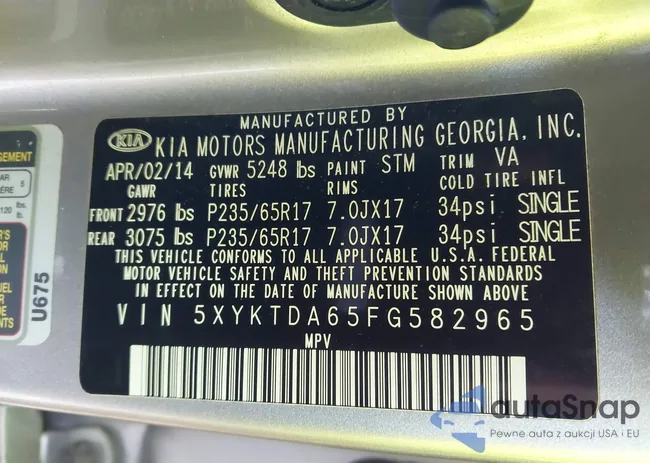 MANUFACTURED BY
KIA KIA MOTORS MANUFACTURING GEORGIA, INC.
APR/02/14 GVWR 5248 lbs PAINT STM TRIM VA
GAWR TIRES RIMS COLD TIRE INFL
FRONT 2976 lbs P235/65R17 7.0JX17 34psi SINGLE
REAR 3075 lbs P235/65R17 7.0JX17 34psi SINGLE
THIS VEHICLE CONFORMS TO ALL APPLICABLE U.S.A. FEDERAL
MOTOR VEHICLE SAFETY AND THEFT PREVENTION STANDARDS
IN EFFECT ON THE DATE OF MANUFACTURE SHOWN ABOVE
VIN 5XYKTDA65FG582965
MPV
U675
autoSnap
Pewne auta z aukcji USA i EU